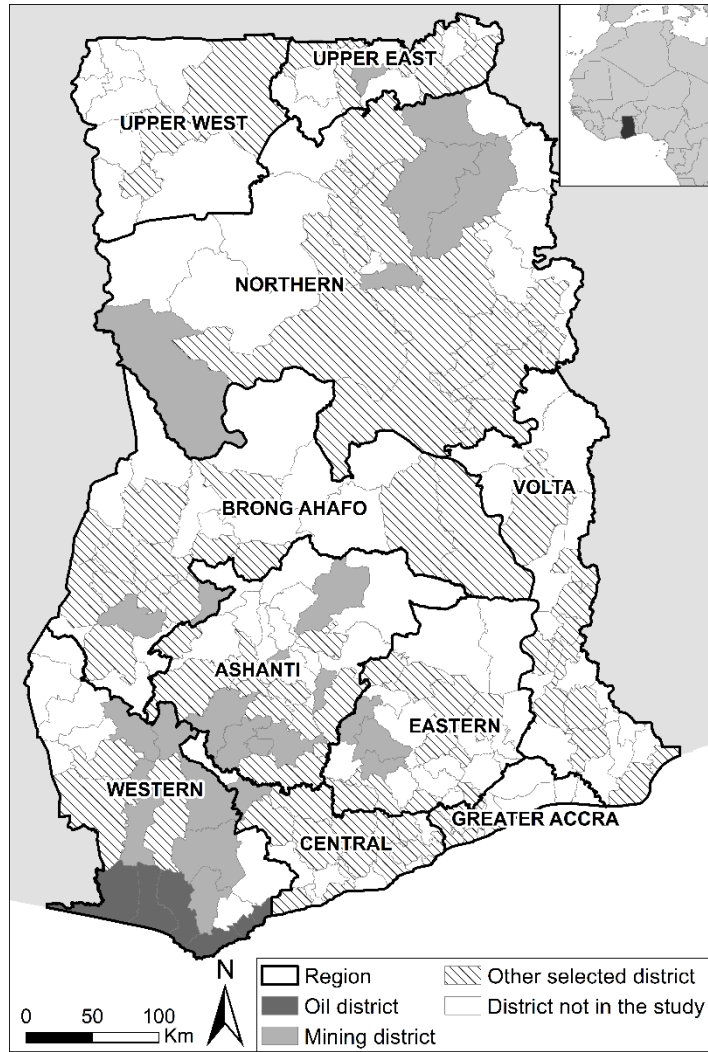 UPPER EAST
UPPER WEST
NORTHERN
VOLTA
BRONG AHAFO
ASHANTI
EASTERN
WESTERN
GREATER ACCRA
CENTRAL
N
0 50 100
Km
Region
Oil district
Mining district
Other selected district
District not in the study